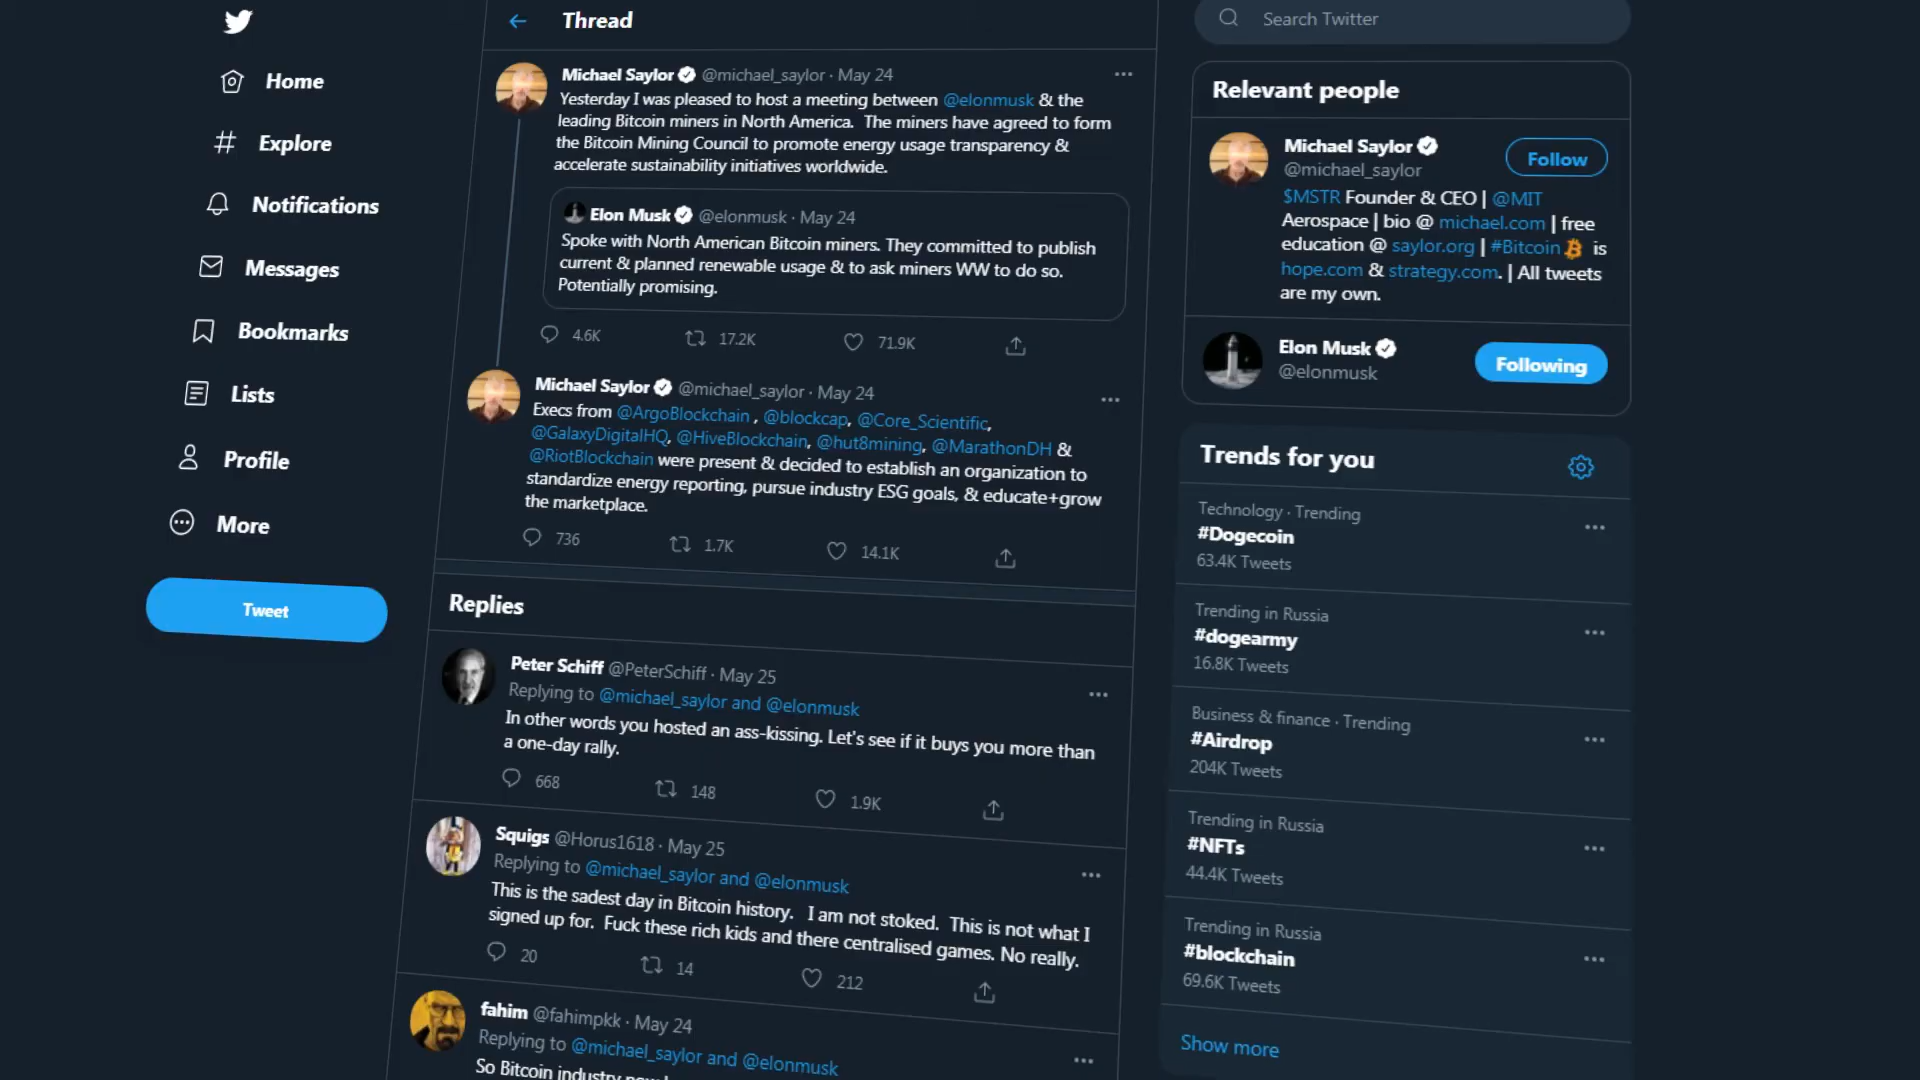 Home
Explore
Notifications
Messages
Bookmarks
Lists
Profile
More
Tweet
Thread
Michael Saylor @michael_saylor · May 24
Yesterday I was pleased to host a meeting between @elonmusk & the
leading Bitcoin miners in North America. The miners have agreed to form
the Bitcoin Mining Council to promote energy usage transparency &
accelerate sustainability initiatives worldwide.
Elon Musk @elonmusk · May 24
Spoke with North American Bitcoin miners. They committed to publish
current & planned renewable usage & to ask miners WW to do so.
Potentially promising.
4.6K 17.2K 71.9K
Michael Saylor @michael_saylor · May 24
Execs from @ArgoBlockchain , @blockcap, @Core_Scientific,
@GalaxyDigitalHQ, @HiveBlockchain, @hut8mining, @MarathonDH &
@RiotBlockchain were present & decided to establish an organization to
standardize energy reporting, pursue industry ESG goals, & educate+grow
the marketplace.
736 1.7K 14.1K
Replies
Peter Schiff @PeterSchiff · May 25
Replying to @michael_saylor and @elonmusk
In other words you hosted an ass-kissing. Let's see if it buys you more than
a one-day rally.
668 148 1.9K
Squigs @Horus1618 · May 25
Replying to @michael_saylor and @elonmusk
This is the sadest day in Bitcoin history. I am not stoked. This is not what I
signed up for. Fuck these rich kids and there centralised games. No really.
20 14 212
fahim @fahimpkk · May 24
Replying to @michael_saylor and @elonmusk
So Bitcoin industry
Search Twitter
Relevant people
Michael Saylor
Follow
@michael_saylor
$MSTR Founder & CEO | @MIT
Aerospace | bio @ michael.com | free
education @ saylor.org | #Bitcoin is
hope.com & strategy.com. | All tweets
are my own.
Elon Musk
@elonmusk
Following
Trends for you
Technology · Trending
#Dogecoin
63.4K Tweets
Trending in Russia
#dogearmy
16.8K Tweets
Business & finance · Trending
#Airdrop
204K Tweets
Trending in Russia
#NFTs
44.4K Tweets
Trending in Russia
#blockchain
69.6K Tweets
Show more